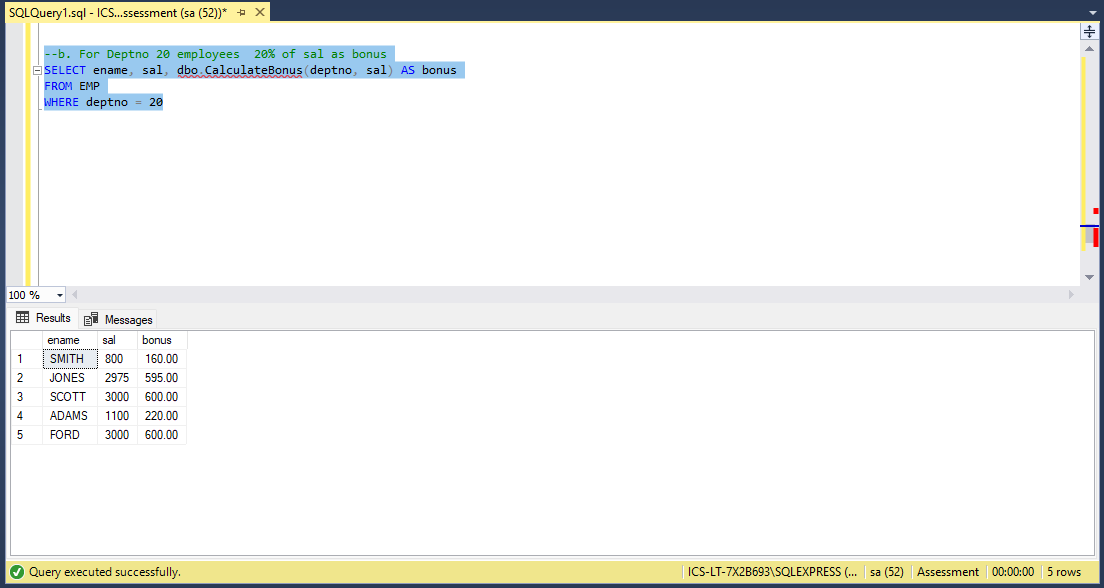 SQLQuery1.sql - ICS...ssessment (sa (52))*
--b. For Deptno 20 employees  20% of sal as bonus
SELECT ename, sal, dbo.CalculateBonus(deptno, sal) AS bonus
FROM EMP
WHERE deptno = 20
100 %
Results Messages
ename sal bonus
1 SMITH 800 160.00
2 JONES 2975 595.00
3 SCOTT 3000 600.00
4 ADAMS 1100 220.00
5 FORD 3000 600.00
Query executed successfully. ICS-LT-7X2B693\SQLEXPRESS (... sa (52) Assessment 00:00:00 5 rows